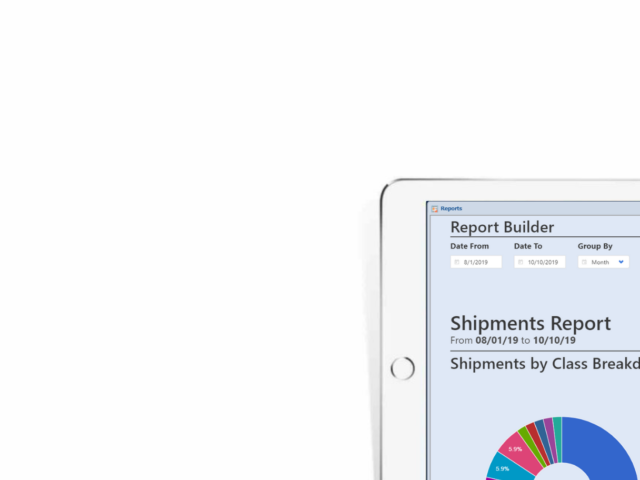 Reports
Report Builder
Date From Date To Group By
8/1/2019 10/10/2019 Month
Shipments Report
From 08/01/19 to 10/10/19
Shipments by Class Breakd
5.9%
5.9%